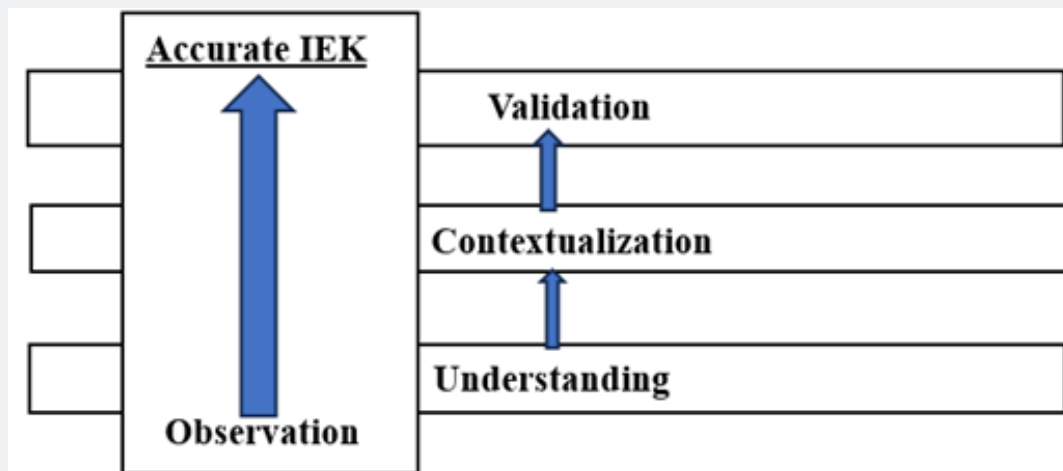 Accurate IEK
Validation
Contextualization
Understanding
Observation